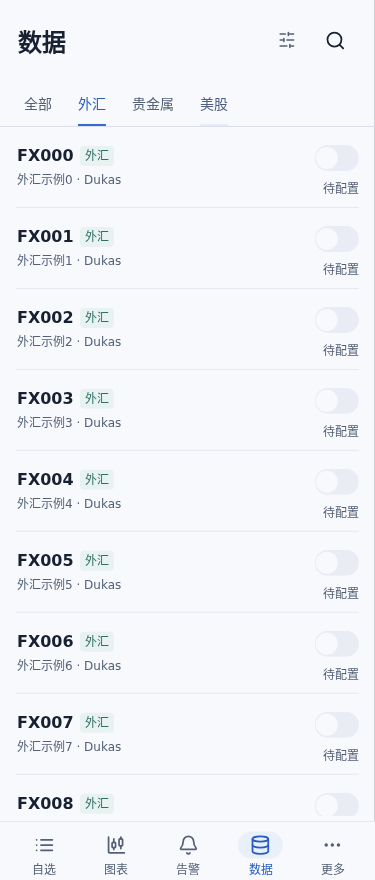 数据
全部 外汇 贵金属 美股
FX000 外汇
外汇示例0 · Dukas
待配置
FX001 外汇
外汇示例1 · Dukas
待配置
FX002 外汇
外汇示例2 · Dukas
待配置
FX003 外汇
外汇示例3 · Dukas
待配置
FX004 外汇
外汇示例4 · Dukas
待配置
FX005 外汇
外汇示例5 · Dukas
待配置
FX006 外汇
外汇示例6 · Dukas
待配置
FX007 外汇
外汇示例7 · Dukas
待配置
FX008 外汇
自选 图表 告警 数据 更多